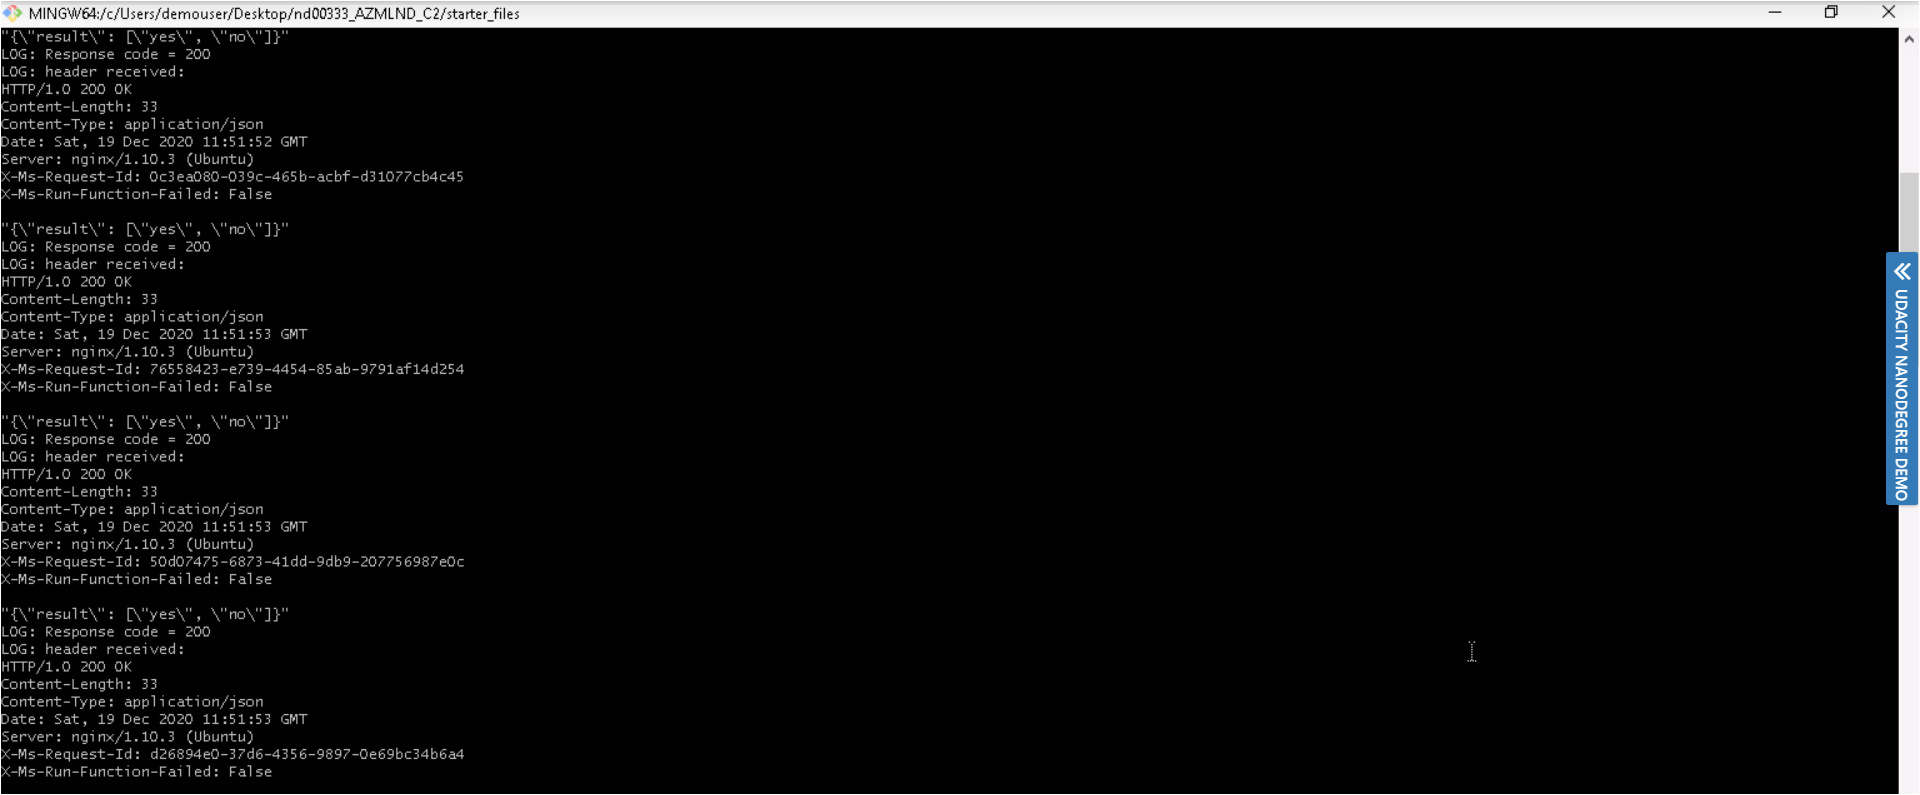 MINGW64:/c/Users/demouser/Desktop/nd00333_AZMLND_C2/starter_files
"{\"result\": [\"yes\", \"no\"]}"
LOG: Response code = 200
LOG: header received:
HTTP/1.0 200 OK
Content-Length: 33
Content-Type: application/json
Date: Sat, 19 Dec 2020 11:51:52 GMT
Server: nginx/1.10.3 (Ubuntu)
X-Ms-Request-Id: 0c3ea080-039c-465b-acbf-d31077cb4c45
X-Ms-Run-Function-Failed: False
"{\"result\": [\"yes\", \"no\"]}"
LOG: Response code = 200
LOG: header received:
HTTP/1.0 200 OK
Content-Length: 33
Content-Type: application/json
Date: Sat, 19 Dec 2020 11:51:53 GMT
Server: nginx/1.10.3 (Ubuntu)
X-Ms-Request-Id: 76558423-e739-4454-85ab-9791af14d254
X-Ms-Run-Function-Failed: False
"{\"result\": [\"yes\", \"no\"]}"
LOG: Response code = 200
LOG: header received:
HTTP/1.0 200 OK
Content-Length: 33
Content-Type: application/json
Date: Sat, 19 Dec 2020 11:51:53 GMT
Server: nginx/1.10.3 (Ubuntu)
X-Ms-Request-Id: 50d07475-6873-41dd-9db9-207756987e0c
X-Ms-Run-Function-Failed: False
"{\"result\": [\"yes\", \"no\"]}"
LOG: Response code = 200
LOG: header received:
HTTP/1.0 200 OK
Content-Length: 33
Content-Type: application/json
Date: Sat, 19 Dec 2020 11:51:53 GMT
Server: nginx/1.10.3 (Ubuntu)
X-Ms-Request-Id: d26894e0-37d6-4356-9897-0e69bc34b6a4
X-Ms-Run-Function-Failed: False
UDACITY NANODEGREE DEMO